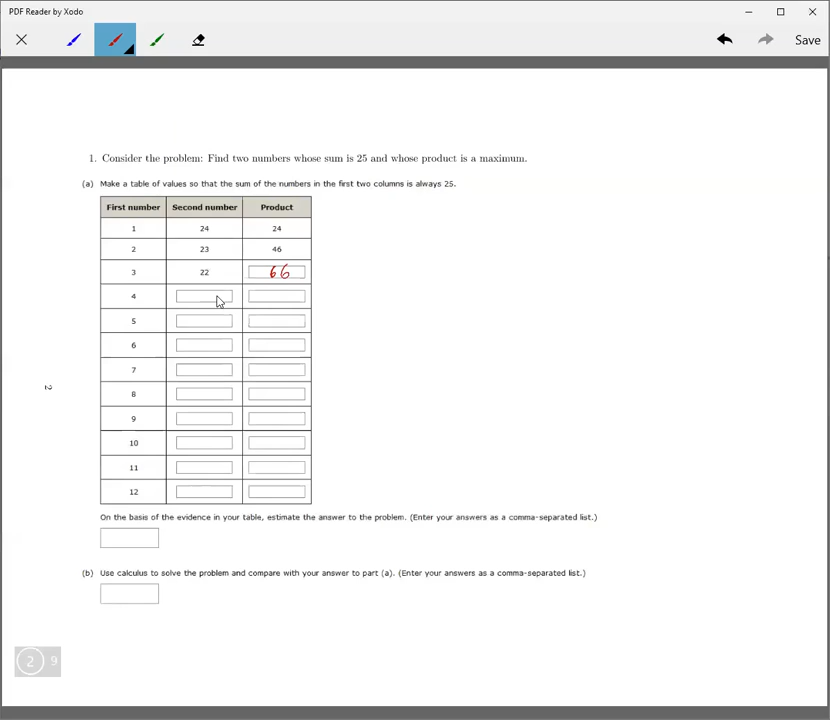 PDF Reader by Xodo
Save
1. Consider the problem: Find two numbers whose sum is 25 and whose product is a maximum.
(a) Make a table of values so that the sum of the numbers in the first two columns is always 25.
First number Second number Product
1 24 24
2 23 46
3 22 66
4
5
6
7
8
9
10
11
12
On the basis of the evidence in your table, estimate the answer to the problem. (Enter your answers as a comma-separated list.)
(b) Use calculus to solve the problem and compare with your answer to part (a). (Enter your answers as a comma-separated list.)
2
2 9